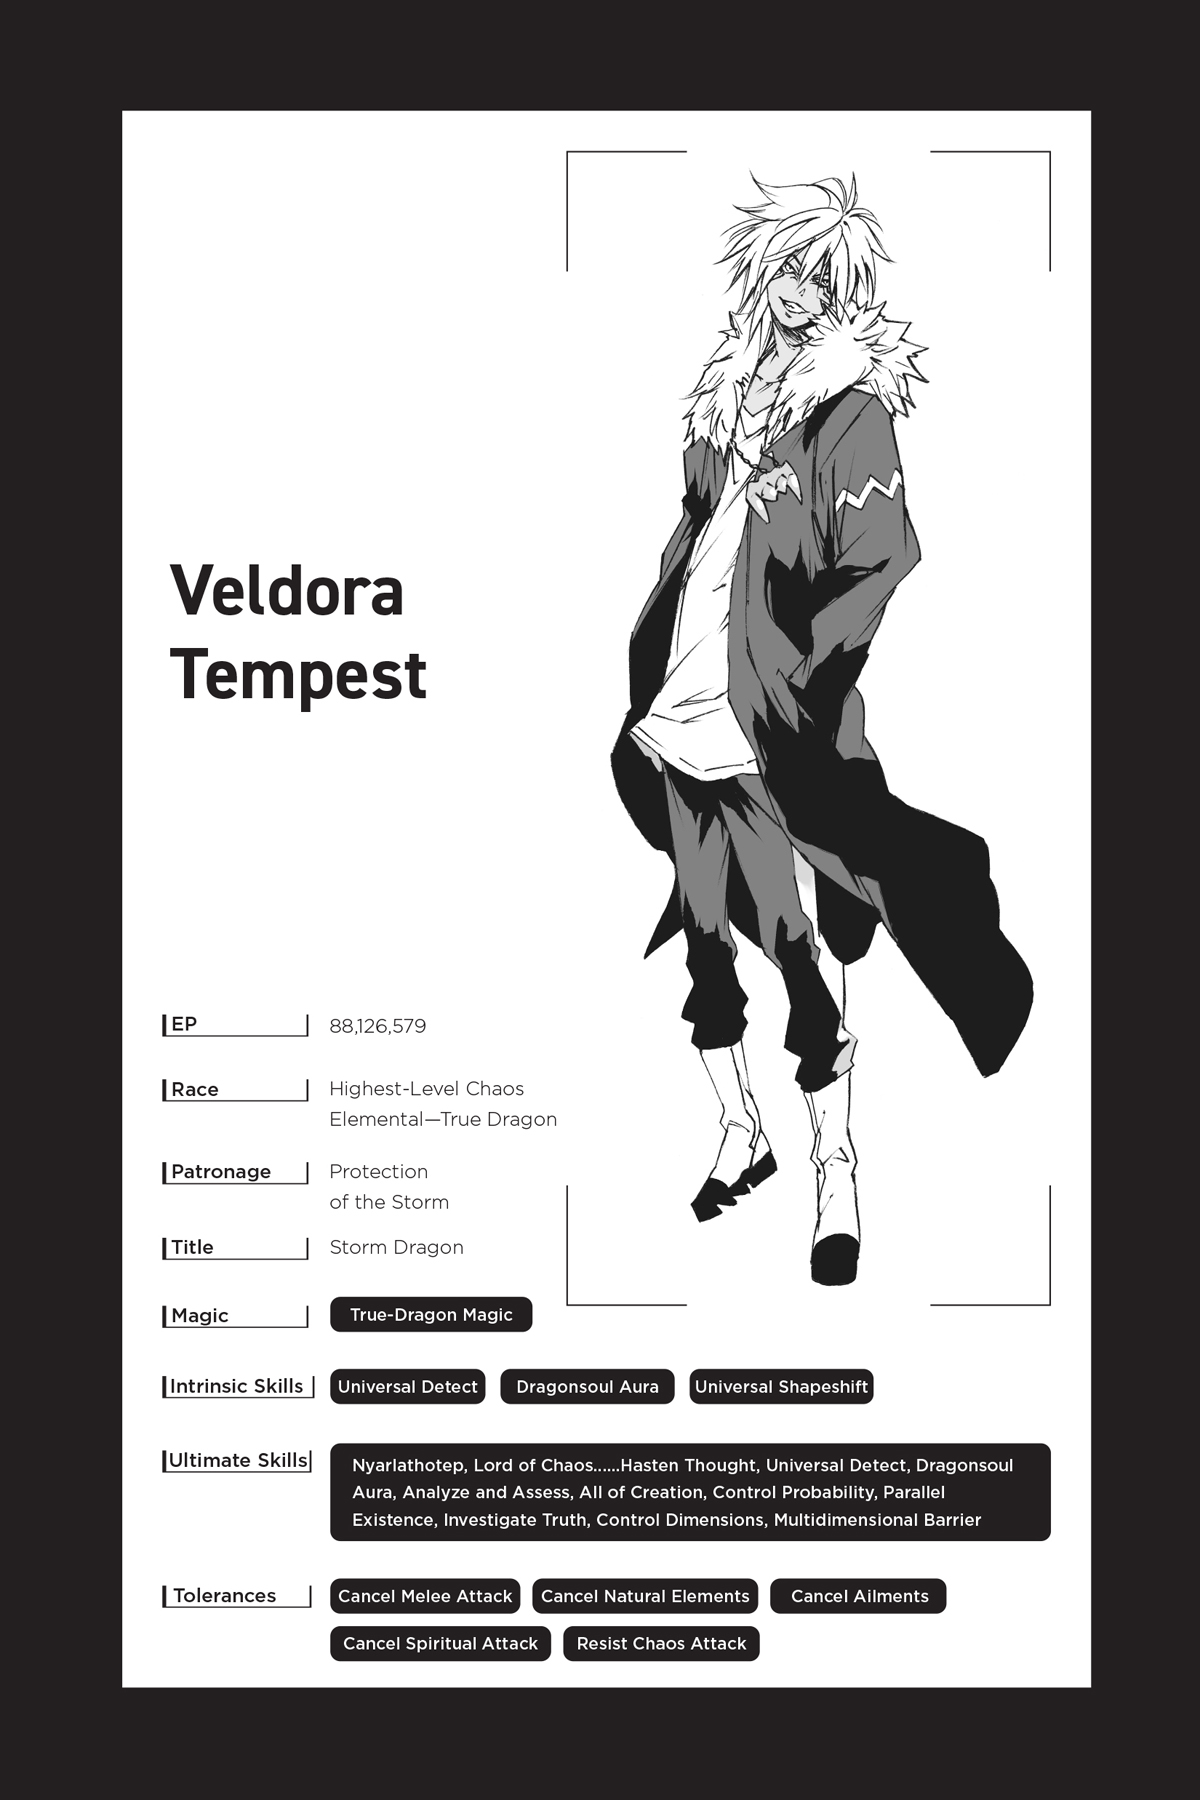 Veldora
Tempest
EP 88,126,579
Race Highest-Level Chaos
Elemental—True Dragon
Patronage Protection
of the Storm
Title Storm Dragon
Magic True-Dragon Magic
Intrinsic Skills Universal Detect Dragonsoul Aura Universal Shapeshift
Ultimate Skills Nyarlathotep, Lord of Chaos......Hasten Thought, Universal Detect, Dragonsoul
Aura, Analyze and Assess, All of Creation, Control Probability, Parallel
Existence, Investigate Truth, Control Dimensions, Multidimensional Barrier
Tolerances Cancel Melee Attack Cancel Natural Elements Cancel Ailments
Cancel Spiritual Attack Resist Chaos Attack